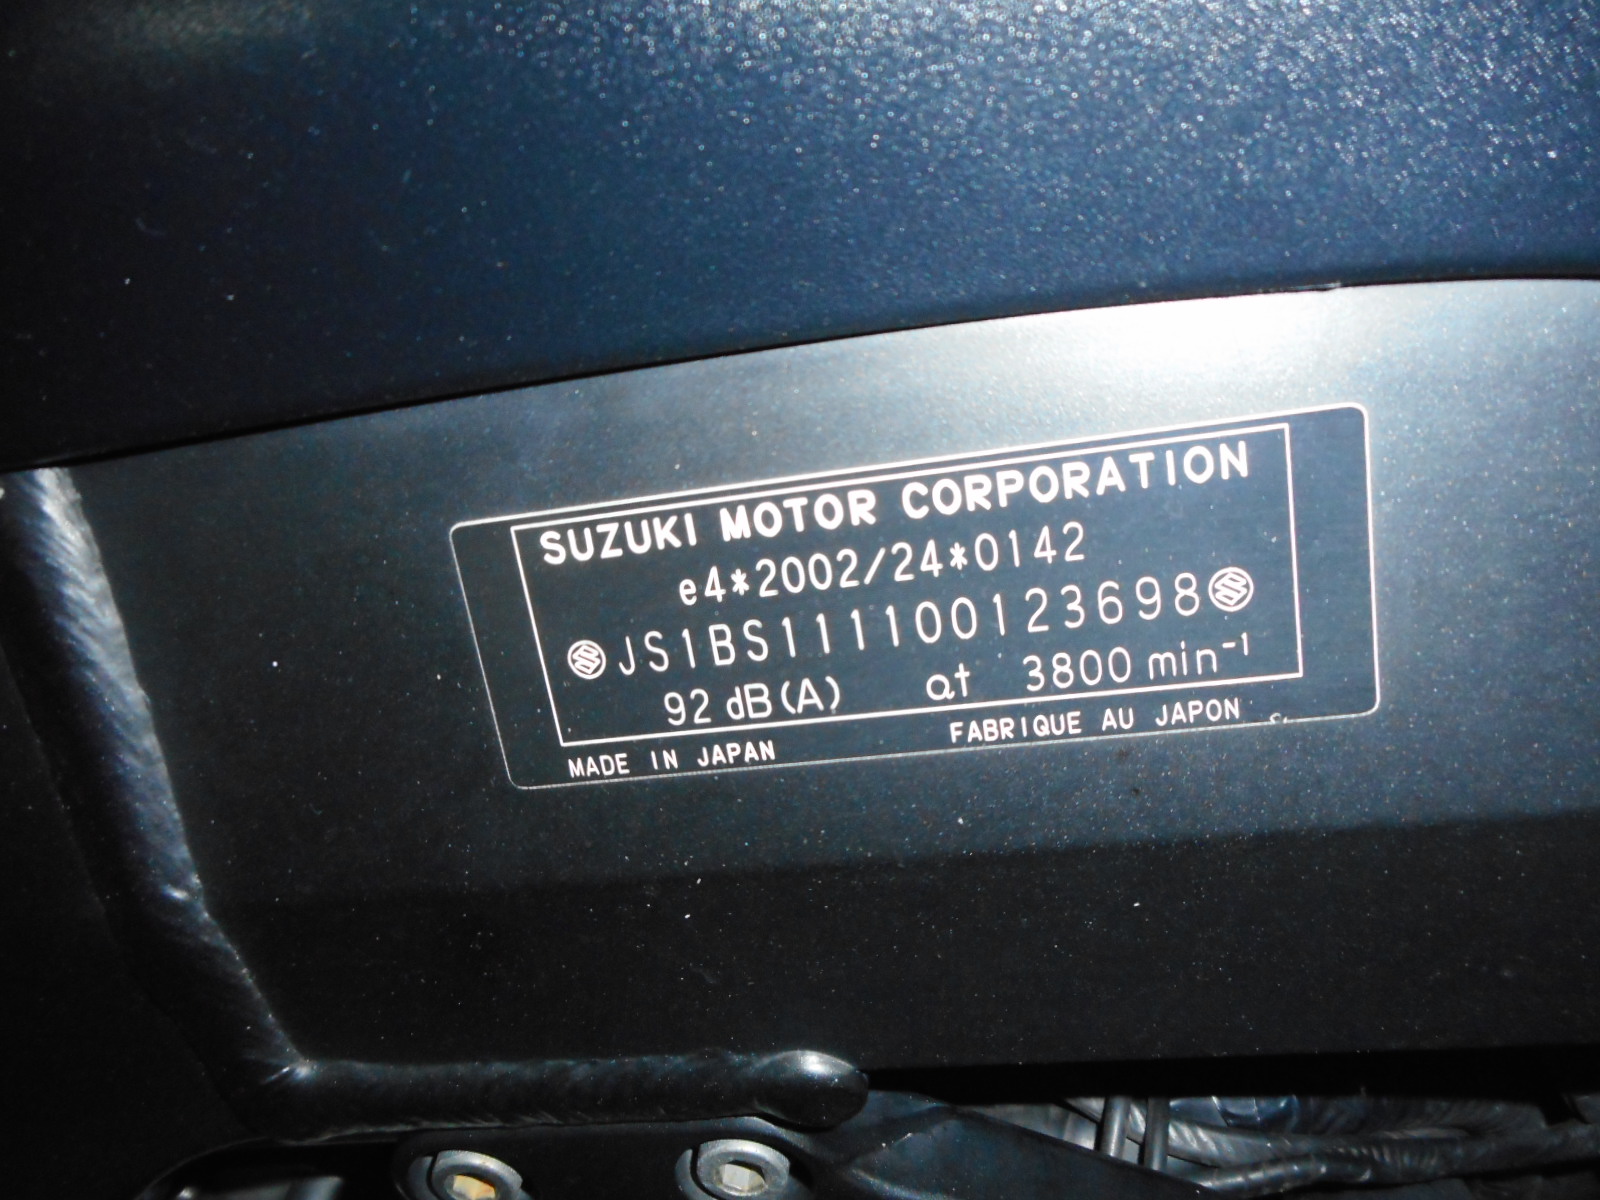 SUZUKI MOTOR CORPORATION
e4*2002/24*0142
JS1BS111100123698
92 dB(A) at 3800 min⁻¹
MADE IN JAPAN FABRIQUE AU JAPON